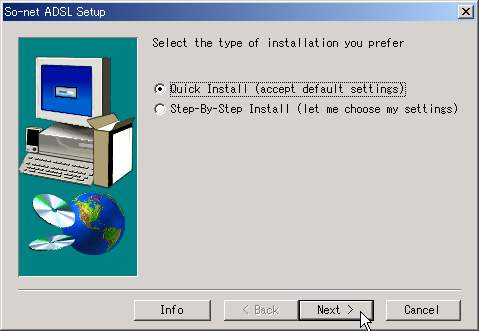 So-net ADSL Setup
Select the type of installation you prefer
Quick Install (accept default settings)
Step-By-Step Install (let me choose my settings)
Info
< Back
Next >
Cancel